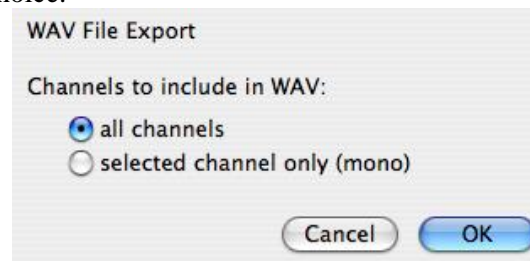 WAV File Export
Channels to include in WAV:
all channels
selected channel only (mono)
Cancel OK